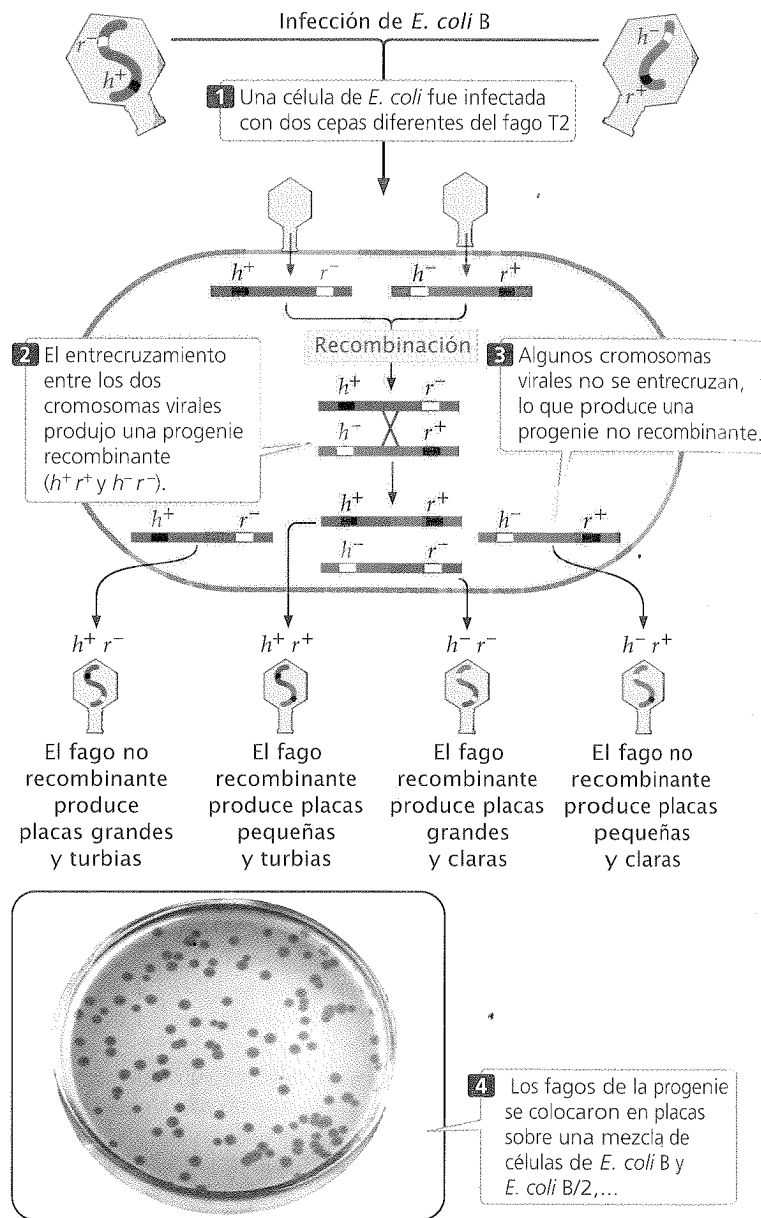 Infección de E. coli B
r⁻
h⁺
h⁻
r⁺
1 Una célula de E. coli fue infectada
con dos cepas diferentes del fago T2
h⁺ r⁻ h⁻ r⁺
Recombinación
2 El entrecruzamiento
entre los dos
cromosomas virales
produjo una progenie
recombinante
(h⁺ r⁺ y h⁻ r⁻).
3 Algunos cromosomas
virales no se entrecruzan,
lo que produce una
progenie no recombinante.
h⁺ r⁻
h⁻ r⁺
h⁺ r⁺
h⁻ r⁻
h⁺ r⁻
h⁻ r⁺
h⁺ r⁻
h⁺ r⁺
h⁻ r⁻
h⁻ r⁺
El fago no
recombinante
produce
placas grandes
y turbias
El fago
recombinante
produce placas
pequeñas
y turbias
El fago
recombinante
produce placas
grandes
y claras
El fago no
recombinante
produce placas
pequeñas
y claras
4 Los fagos de la progenie
se colocaron en placas
sobre una mezcla de
células de E. coli B y
E. coli B/2,...